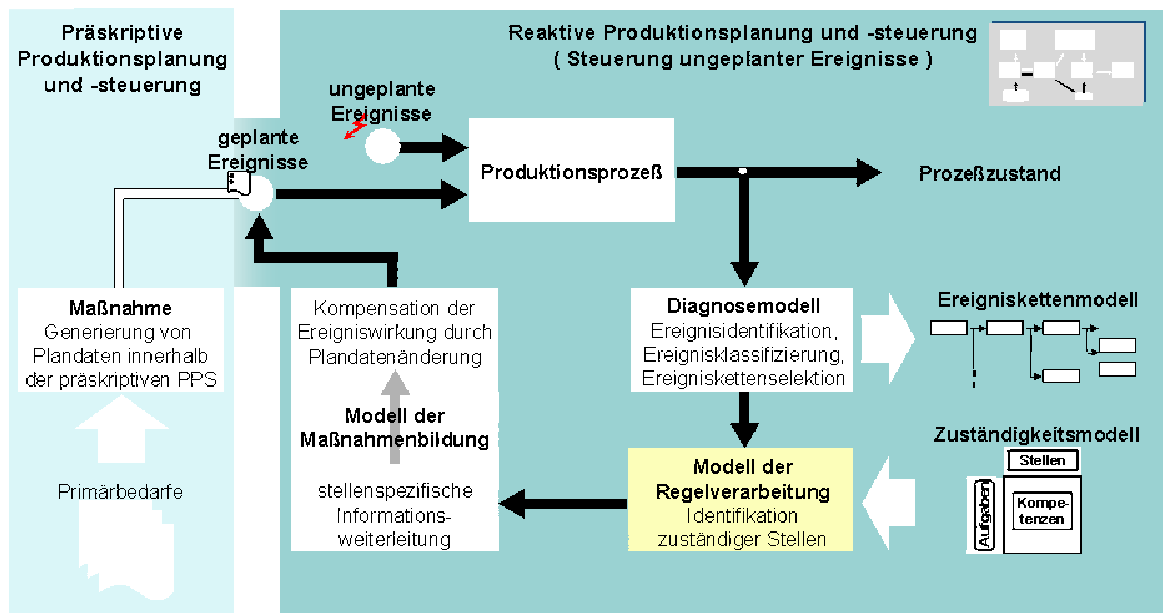 Präskriptive
Produktionsplanung
und -steuerung
Reaktive Produktionsplanung und -steuerung
( Steuerung ungeplanter Ereignisse )
ungeplante
Ereignisse
geplante
Ereignisse
Produktionsprozeß
Prozeßzustand
Maßnahme
Generierung von
Plandaten innerhalb
der präskriptiven PPS
Primärbedarfe
Kompensation der
Ereigniswirkung durch
Plandatenänderung
Modell der
Maßnahmenbildung
stellenspezifische
Informations-
weiterleitung
Diagnosemodell
Ereignisidentifikation,
Ereignisklassifizierung,
Ereigniskettenselektion
Modell der
Regelverarbeitung
Identifikation
zuständiger Stellen
Ereigniskettenmodell
Zuständigkeitsmodell
Stellen
Aufgaben
Kompe-
tenzen